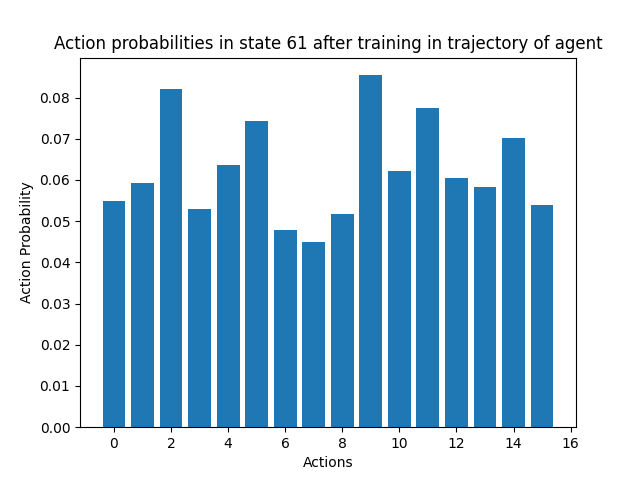 Action probabilities in state 61 after training in trajectory of agent
0.08
0.07
0.06
0.05
0.04
0.03
0.02
0.01
0.00
Action Probability
0 2 4 6 8 10 12 14 16
Actions